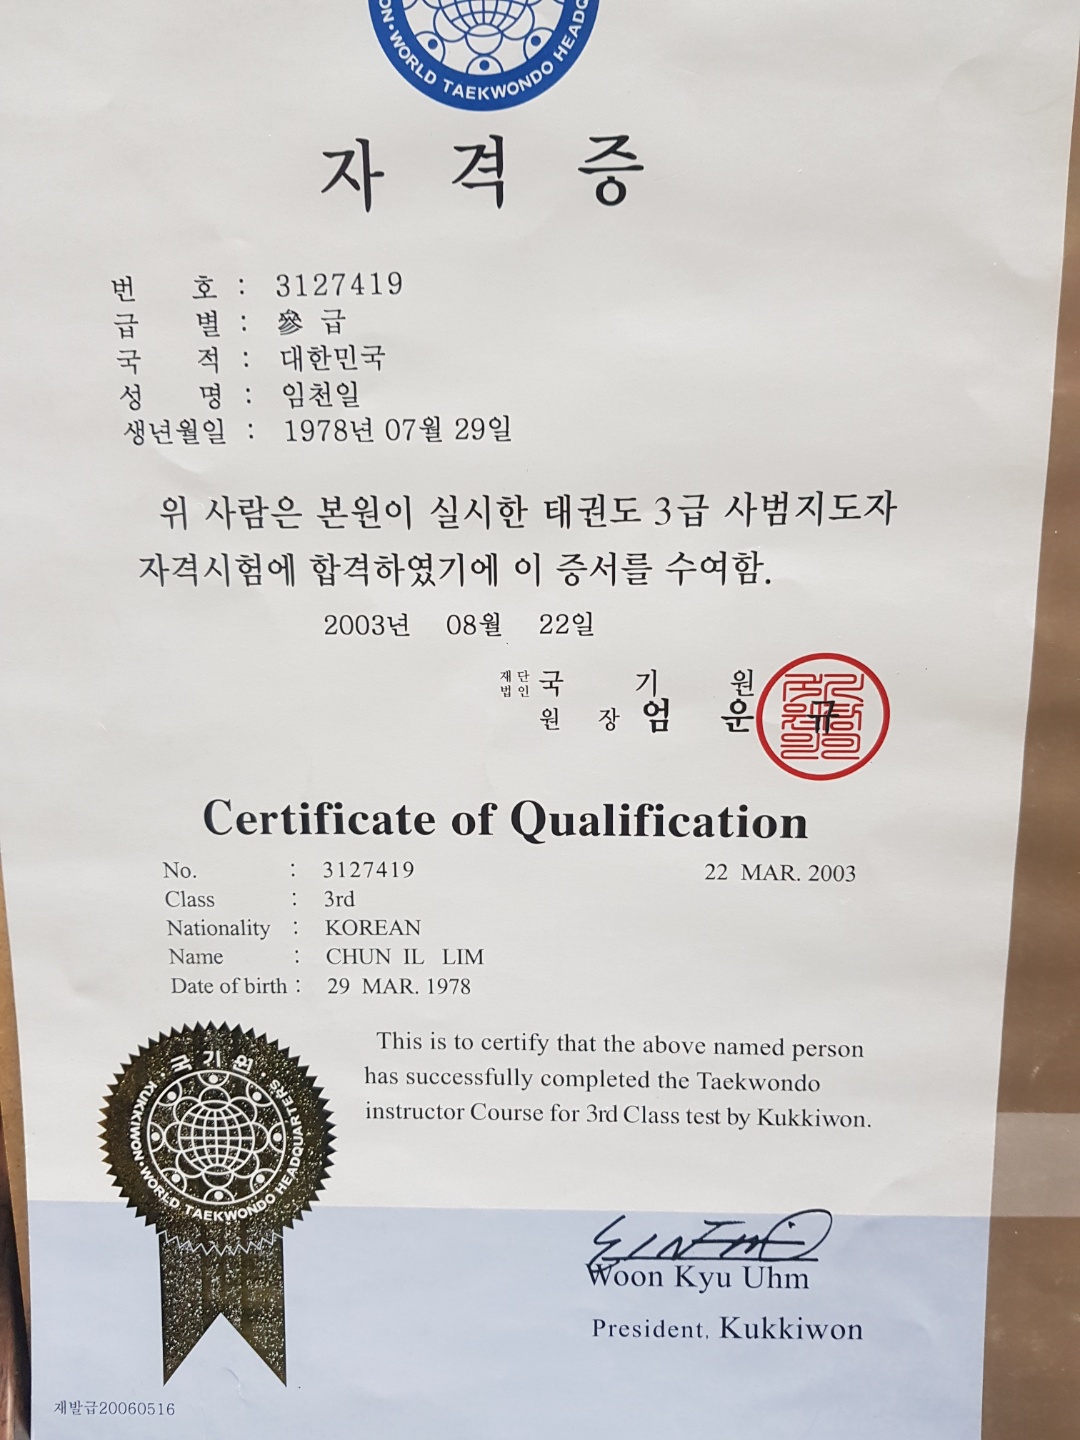 ON · WORLD TAEKWONDO HEADQ
자 격 증
번 호 : 3127419
급 별 : 參 급
국 적 : 대한민국
성 명 : 임천일
생년월일 : 1978년 07월 29일
위 사람은 본원이 실시한 태권도 3급 사범지도자
자격시험에 합격하였기에 이 증서를 수여함.
2003년 08월 22일
재단법인 국 기 원
원 장 엄 운 규
Certificate of Qualification
No. : 3127419 22 MAR. 2003
Class : 3rd
Nationality : KOREAN
Name : CHUN IL LIM
Date of birth : 29 MAR. 1978
This is to certify that the above named person
has successfully completed the Taekwondo
instructor Course for 3rd Class test by Kukkiwon.
국 기 원
KUKKIWON · WORLD TAEKWONDO HEADQUARTERS
Woon Kyu Uhm
President, Kukkiwon
재발급20060516